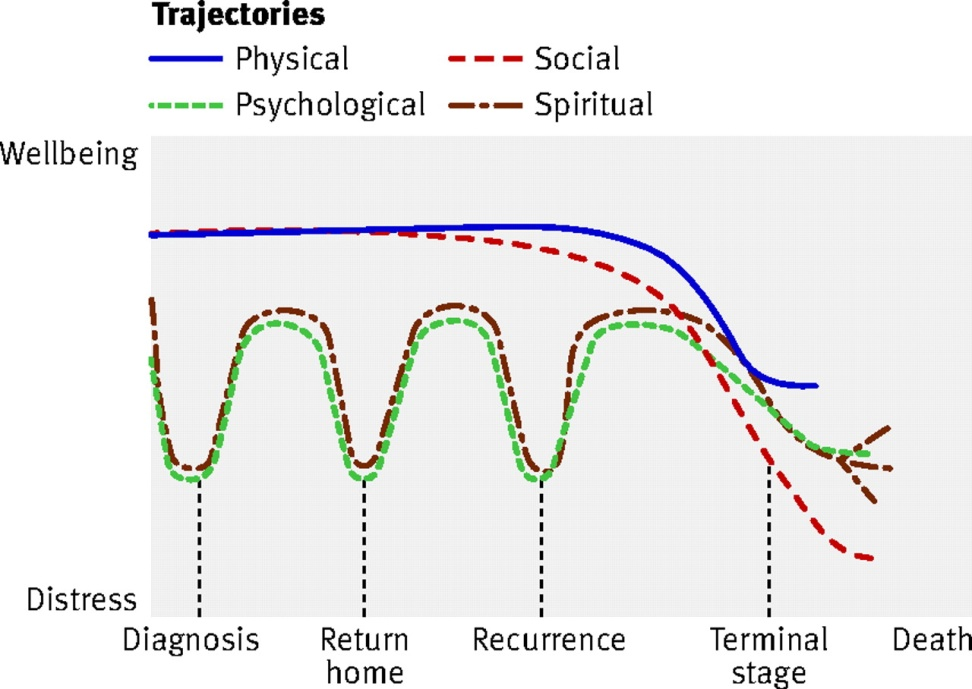 Trajectories
Physical
Social
Psychological
Spiritual
Wellbeing
Distress
Diagnosis
Return
home
Recurrence
Terminal
stage
Death